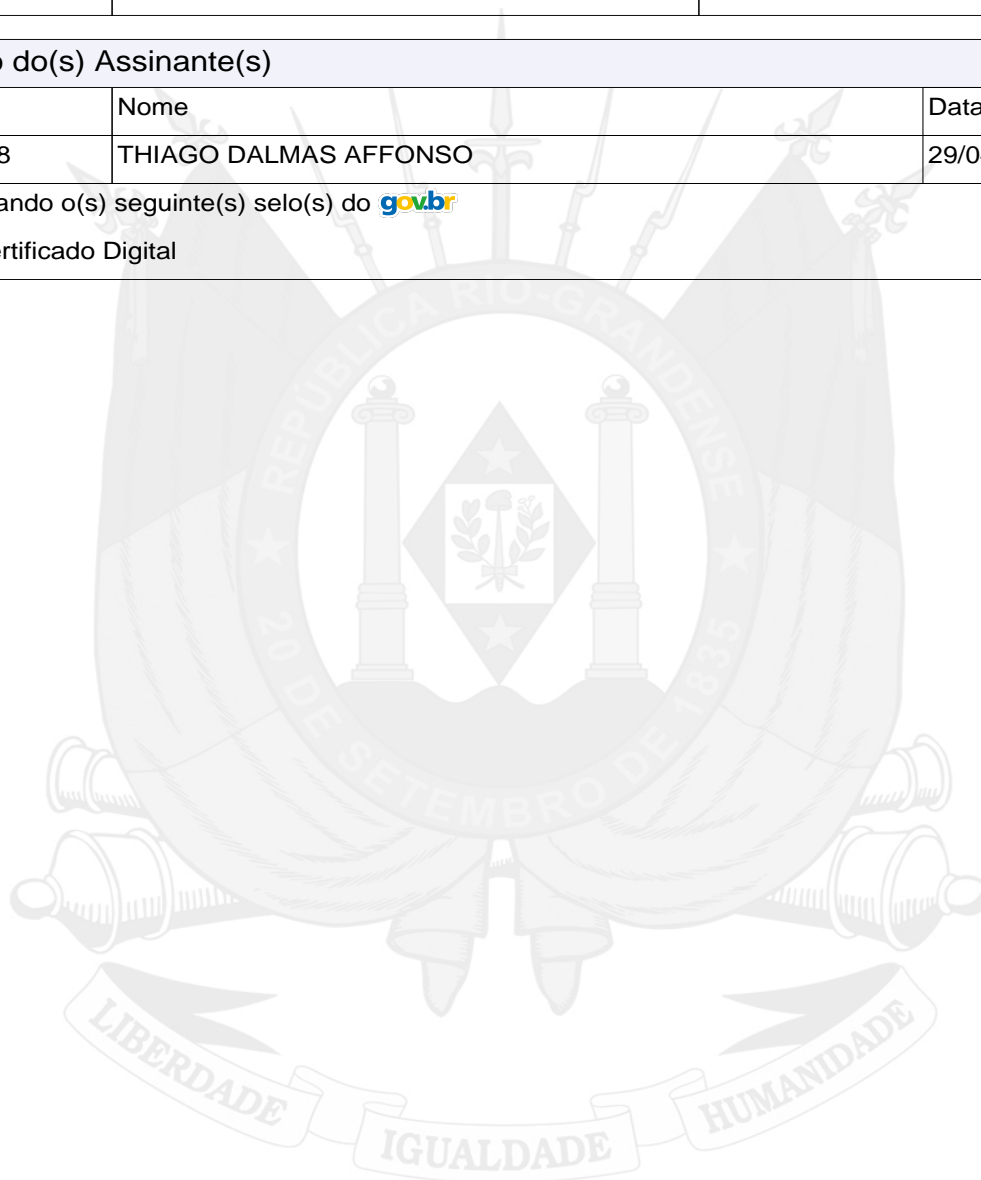 o do(s) Assinante(s)
Nome Data
8 THIAGO DALMAS AFFONSO 29/0
ando o(s) seguinte(s) selo(s) do gov.br
rtificado Digital
REPÚBLICA RIO-GRANDENSE
★ 20 DE SETEMBRO DE 1835 ★
LIBERDADE
IGUALDADE
HUMANIDADE